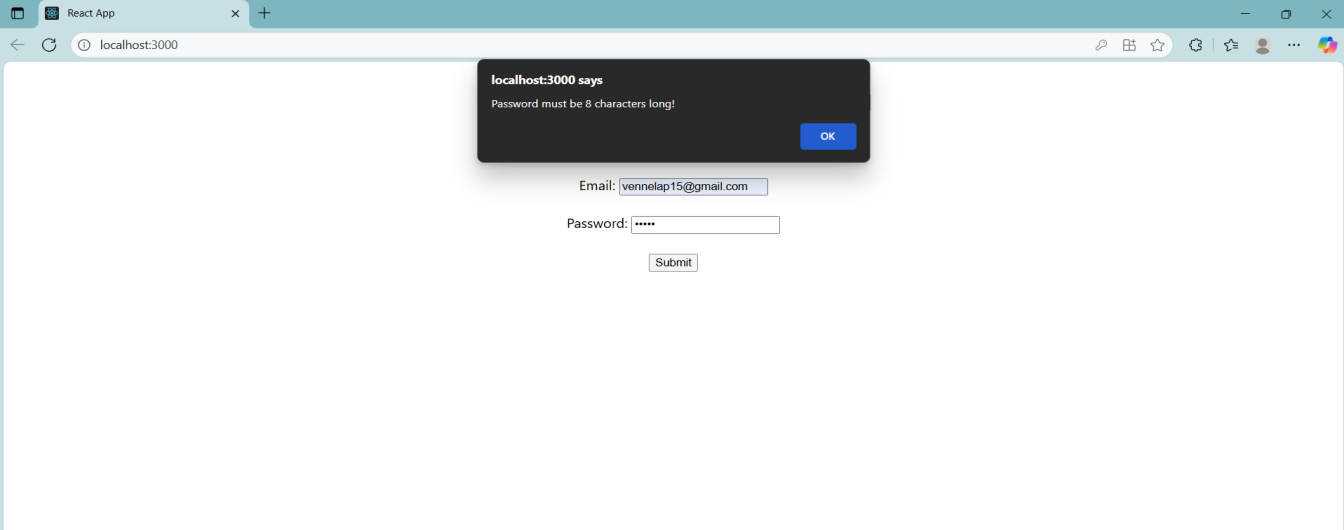 React App
localhost:3000
localhost:3000 says
Password must be 8 characters long!
OK
Email: vennelap15@gmail.com
Password: •••••
Submit